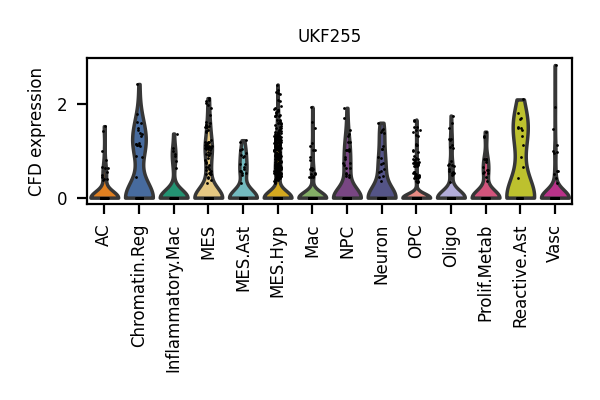 UKF255
CFD expression
2
0
AC
Chromatin.Reg
Inflammatory.Mac
MES
MES.Ast
MES.Hyp
Mac
NPC
Neuron
OPC
Oligo
Prolif.Metab
Reactive.Ast
Vasc